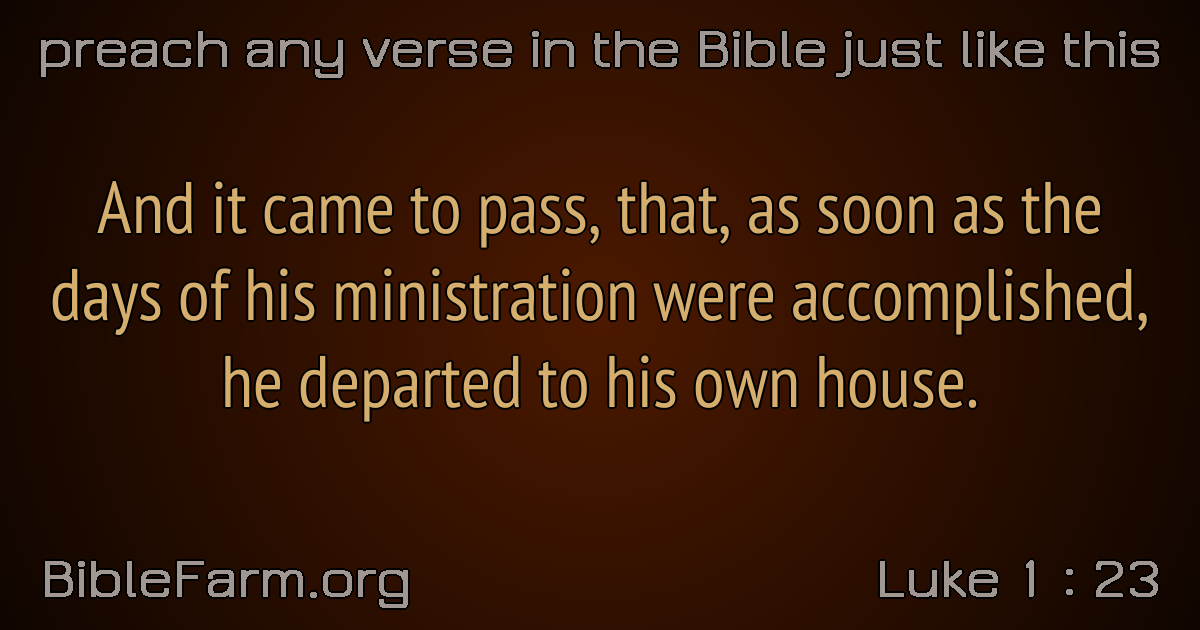 preach any verse in the Bible just like this
And it came to pass, that, as soon as the
days of his ministration were accomplished,
he departed to his own house.
BibleFarm.org
Luke 1 : 23